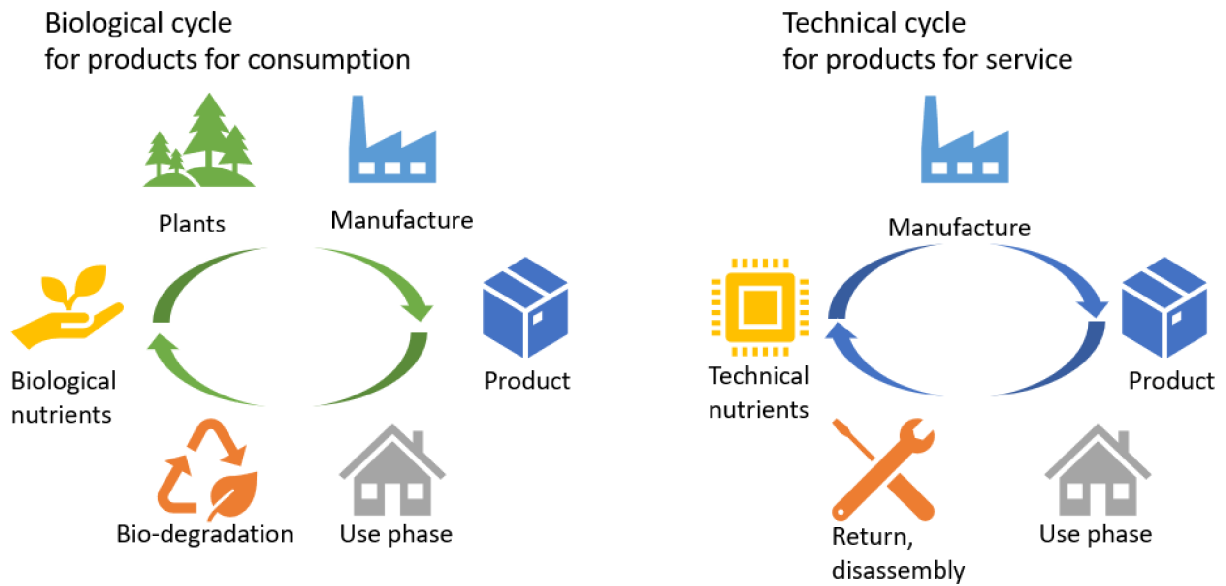 Biological cycle
for products for consumption
Plants
Manufacture
Biological
nutrients
Product
Bio-degradation
Use phase
Technical cycle
for products for service
Manufacture
Technical
nutrients
Product
Return,
disassembly
Use phase